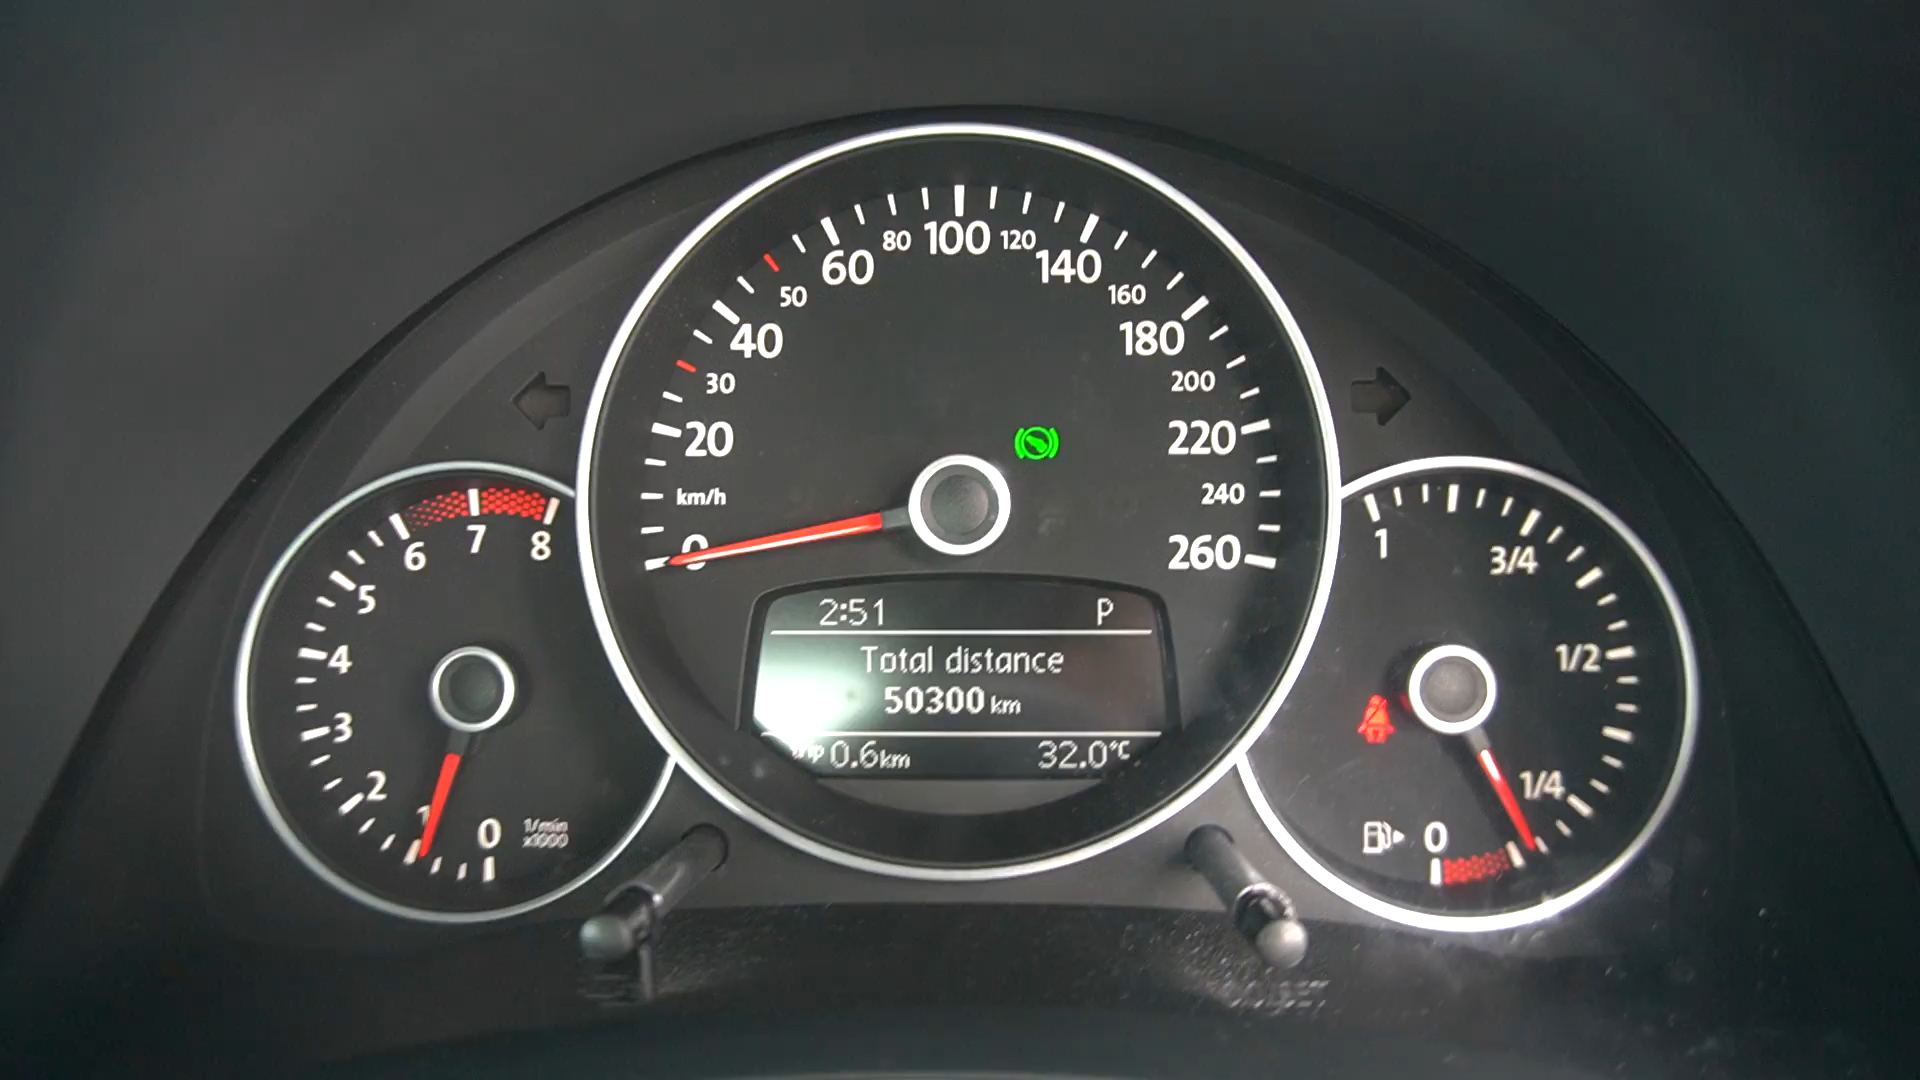 80 100 120
60 140
50 160
40 180
30 200
20 220
km/h 240
0 260
6 7 8
5
4
3
2
1
0 1/min
x1000
1
3/4
1/2
1/4
0
2:51 P
Total distance
50300 km
trip 0.6km 32.0°C